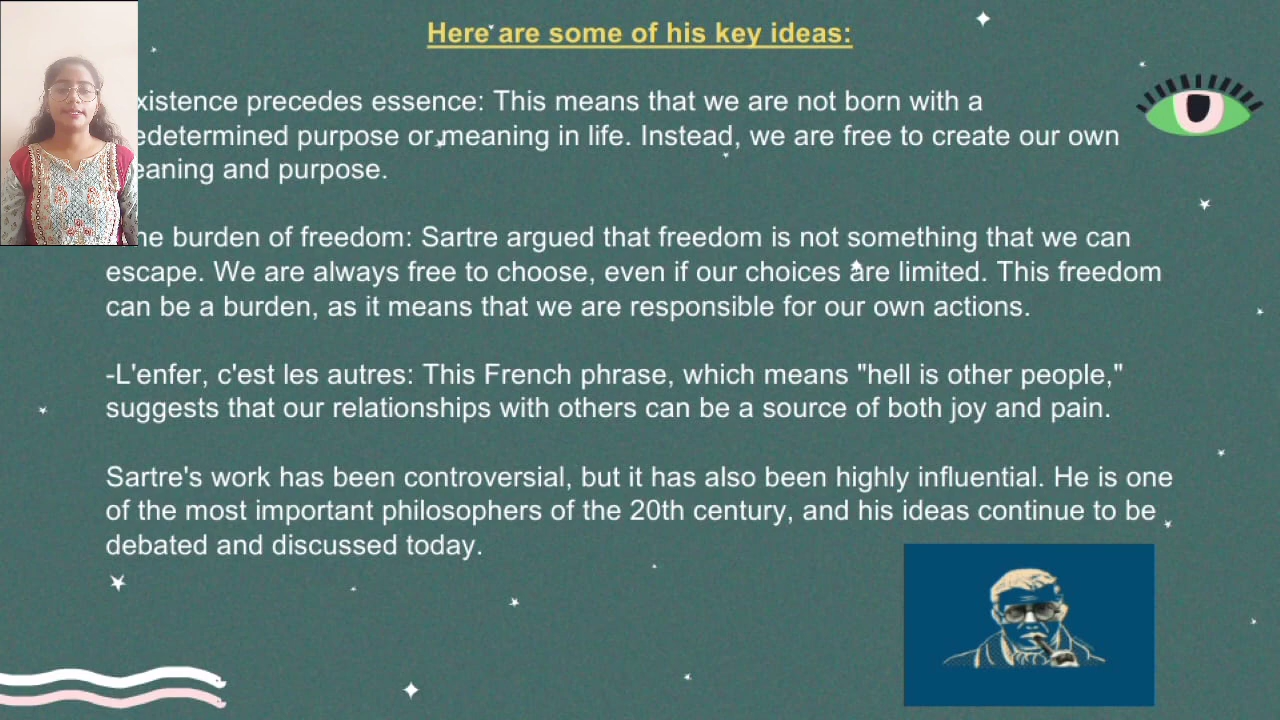 Here are some of his key ideas:
xistence precedes essence: This means that we are not born with a
edetermined purpose or meaning in life. Instead, we are free to create our own
eaning and purpose.
he burden of freedom: Sartre argued that freedom is not something that we can
escape. We are always free to choose, even if our choices are limited. This freedom
can be a burden, as it means that we are responsible for our own actions.
-L'enfer, c'est les autres: This French phrase, which means "hell is other people,"
suggests that our relationships with others can be a source of both joy and pain.
Sartre's work has been controversial, but it has also been highly influential. He is one
of the most important philosophers of the 20th century, and his ideas continue to be
debated and discussed today.